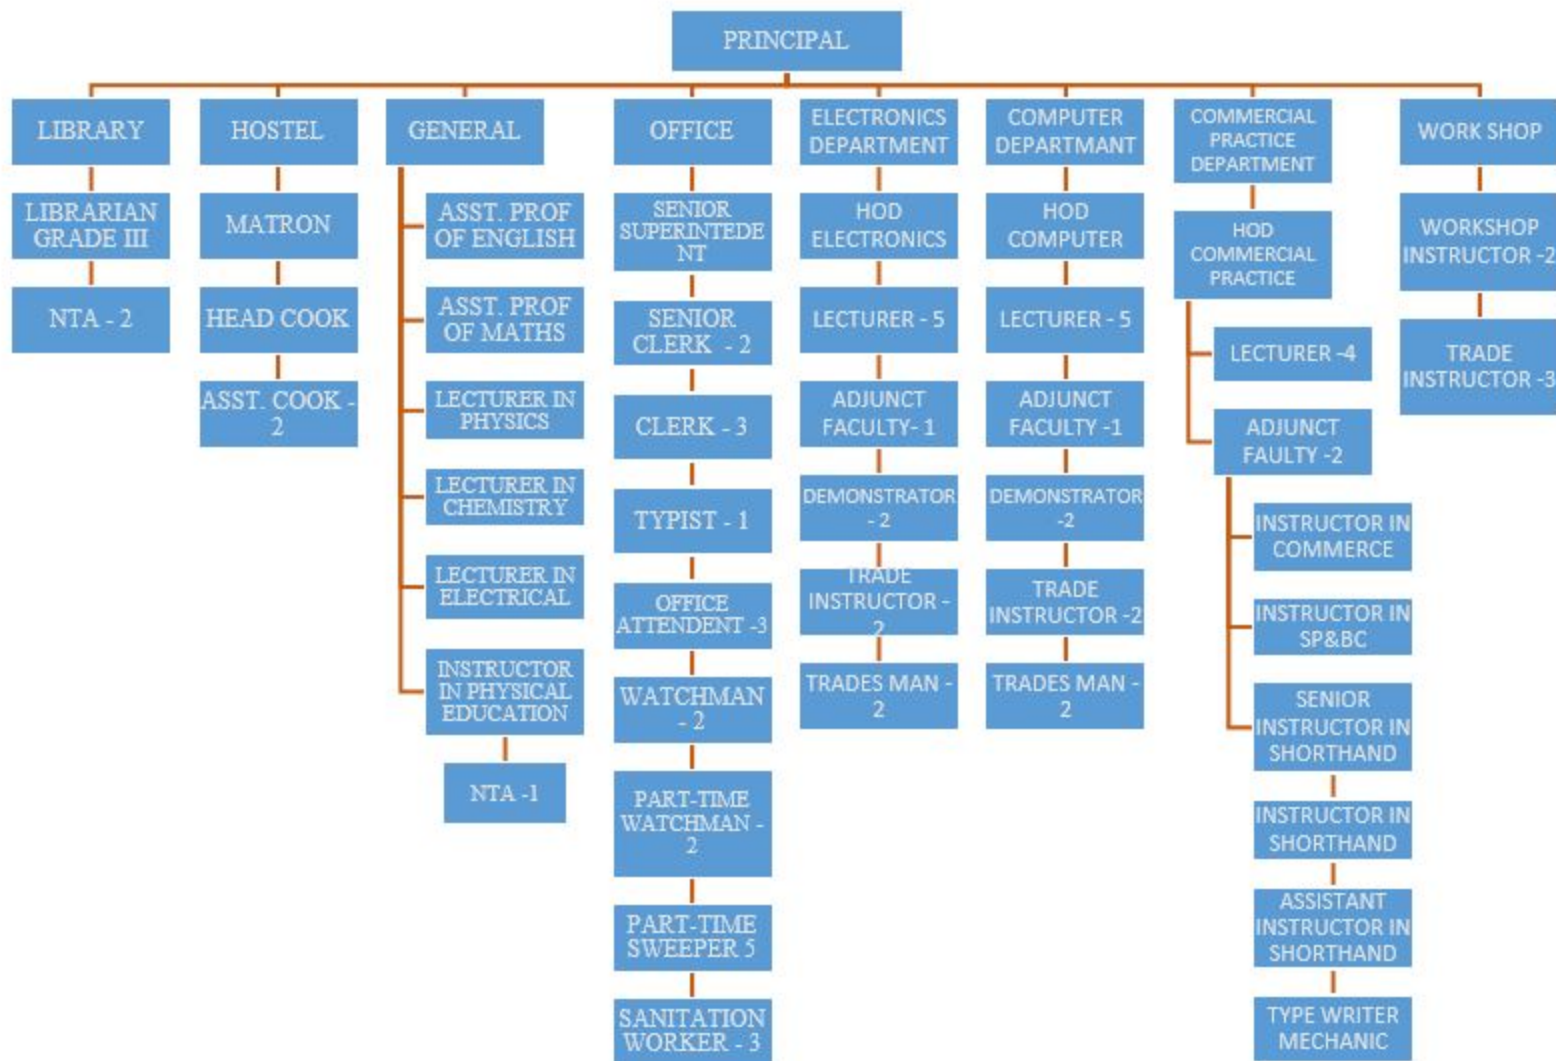 PRINCIPAL
LIBRARY
LIBRARIAN
GRADE III
NTA - 2
HOSTEL
MATRON
HEAD COOK
ASST. COOK -
2
GENERAL
ASST. PROF
OF ENGLISH
ASST. PROF
OF MATHS
LECTURER IN
PHYSICS
LECTURER IN
CHEMISTRY
LECTURER IN
ELECTRICAL
INSTRUCTOR
IN PHYSICAL
EDUCATION
NTA -1
OFFICE
SENIOR
SUPERINTEDE
NT
SENIOR
CLERK - 2
CLERK - 3
TYPIST - 1
OFFICE
ATTENDENT -3
WATCHMAN
- 2
PART-TIME
WATCHMAN -
2
PART-TIME
SWEEPER 5
SANITATION
WORKER - 3
ELECTRONICS
DEPARTMENT
HOD
ELECTRONICS
LECTURER - 5
ADJUNCT
FACULTY- 1
DEMONSTRATOR
- 2
TRADE
INSTRUCTOR -
2
TRADES MAN -
2
COMPUTER
DEPARTMANT
HOD
COMPUTER
LECTURER - 5
ADJUNCT
FACULTY -1
DEMONSTRATOR
-2
TRADE
INSTRUCTOR -2
TRADES MAN -
2
COMMERCIAL
PRACTICE
DEPARTMENT
HOD
COMMERCIAL
PRACTICE
LECTURER -4
ADJUNCT
FAULTY -2
INSTRUCTOR IN
COMMERCE
INSTRUCTOR IN
SP&BC
SENIOR
INSTRUCTOR IN
SHORTHAND
INSTRUCTOR IN
SHORTHAND
ASSISTANT
INSTRUCTOR IN
SHORTHAND
TYPE WRITER
MECHANIC
WORK SHOP
WORKSHOP
INSTRUCTOR -2
TRADE
INSTRUCTOR -3